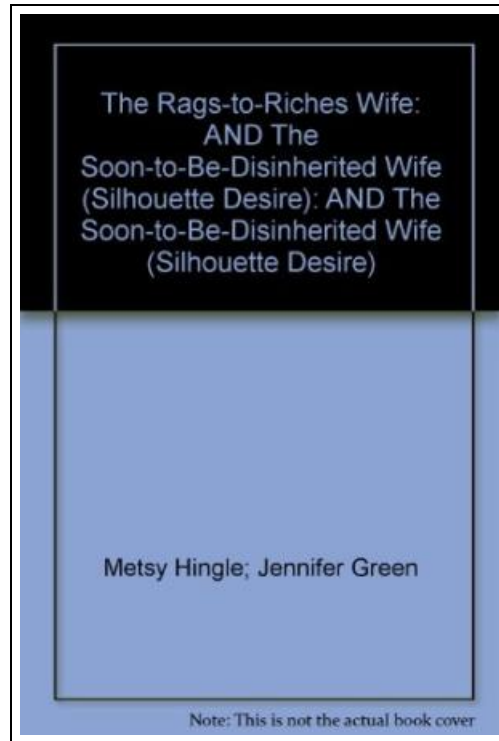 The Rags-to-Riches Wife:
AND The
Soon-to-Be-Disinherited Wife
(Silhouette Desire): AND The
Soon-to-Be-Disinherited Wife
(Silhouette Desire)
Metsy Hingle; Jennifer Green
Note: This is not the actual book cover